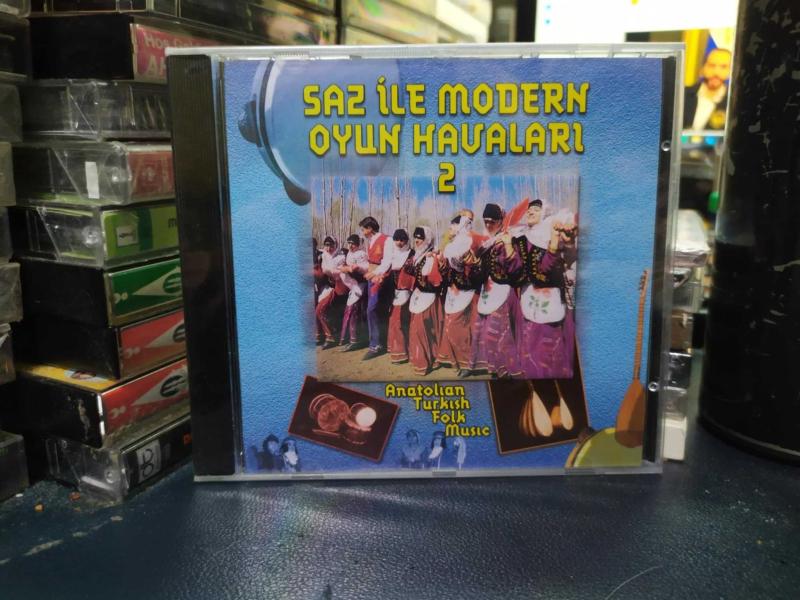 SAZ İLE MODERN
OYUN HAVALARI
2
Anatolian
Turkish
Folk
Music